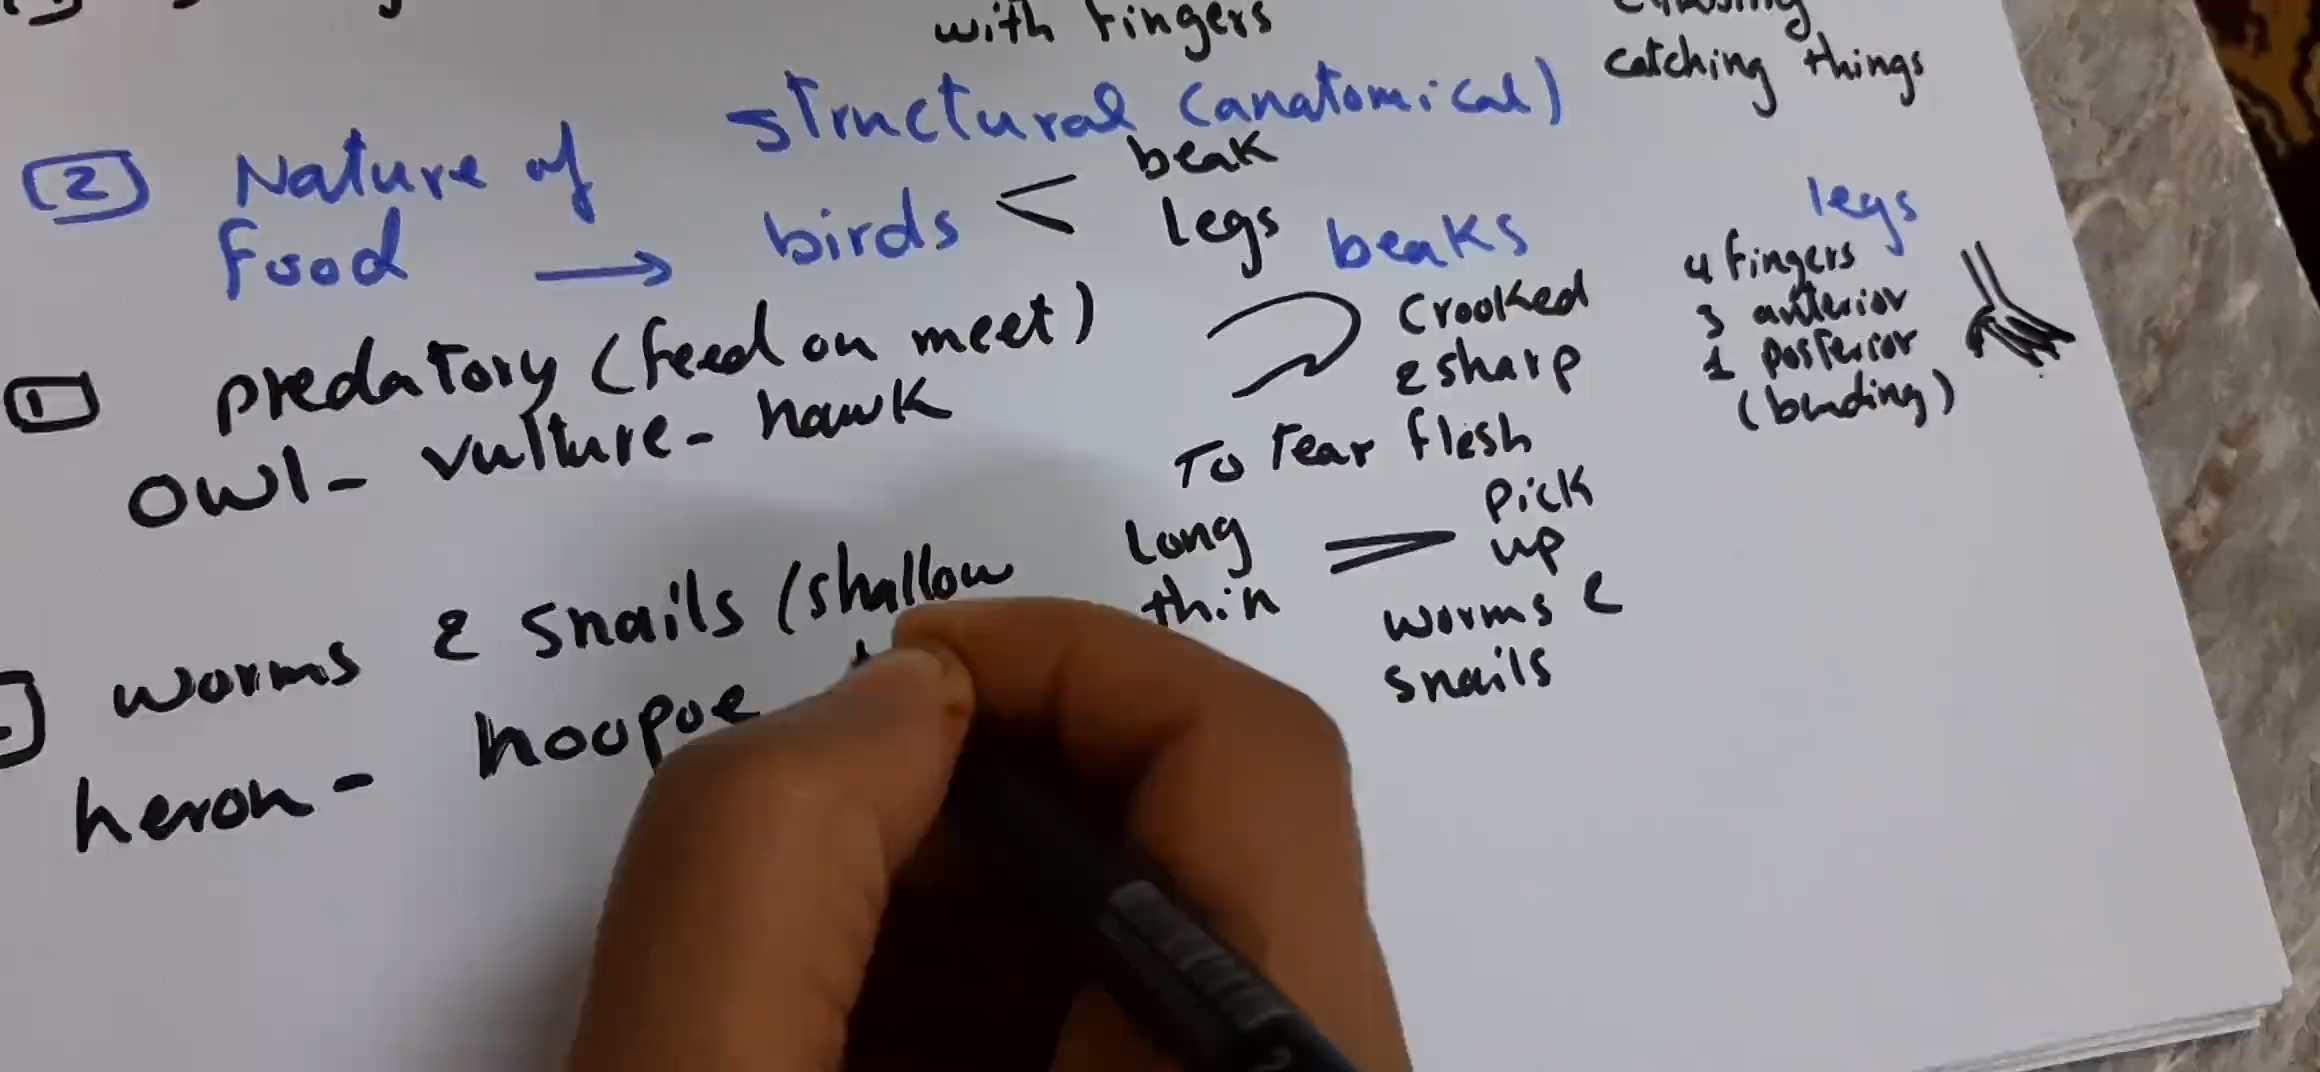 with fingers
catching things
structural (anatomical)
[2] Nature of food → birds < beak legs
beaks
legs
[1] predatory (feed on meet)
owl - vulture - hawk
crooked
& sharp
To tear flesh
4 fingers
3 anterior
1 posterior
(bending)
worms & snails (shallow
heron - hoopoe
long
thin
pick
up
worms &
snails